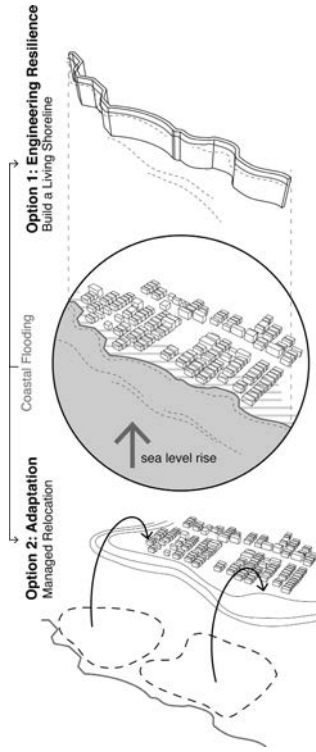 Option 1: Engineering Resilience
Build a Living Shoreline
Coastal Flooding
sea level rise
Option 2: Adaptation
Managed Relocation